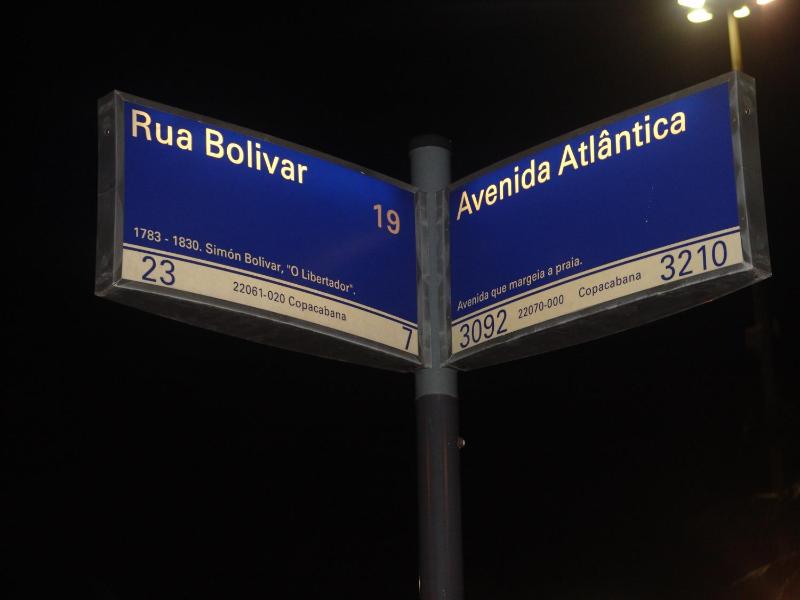 Rua Bolivar
19
1783 - 1830. Simón Bolivar, "O Libertador".
23 22061-020 Copacabana 7
Avenida Atlântica
Avenida que margeia a praia.
3092 22070-000 Copacabana 3210